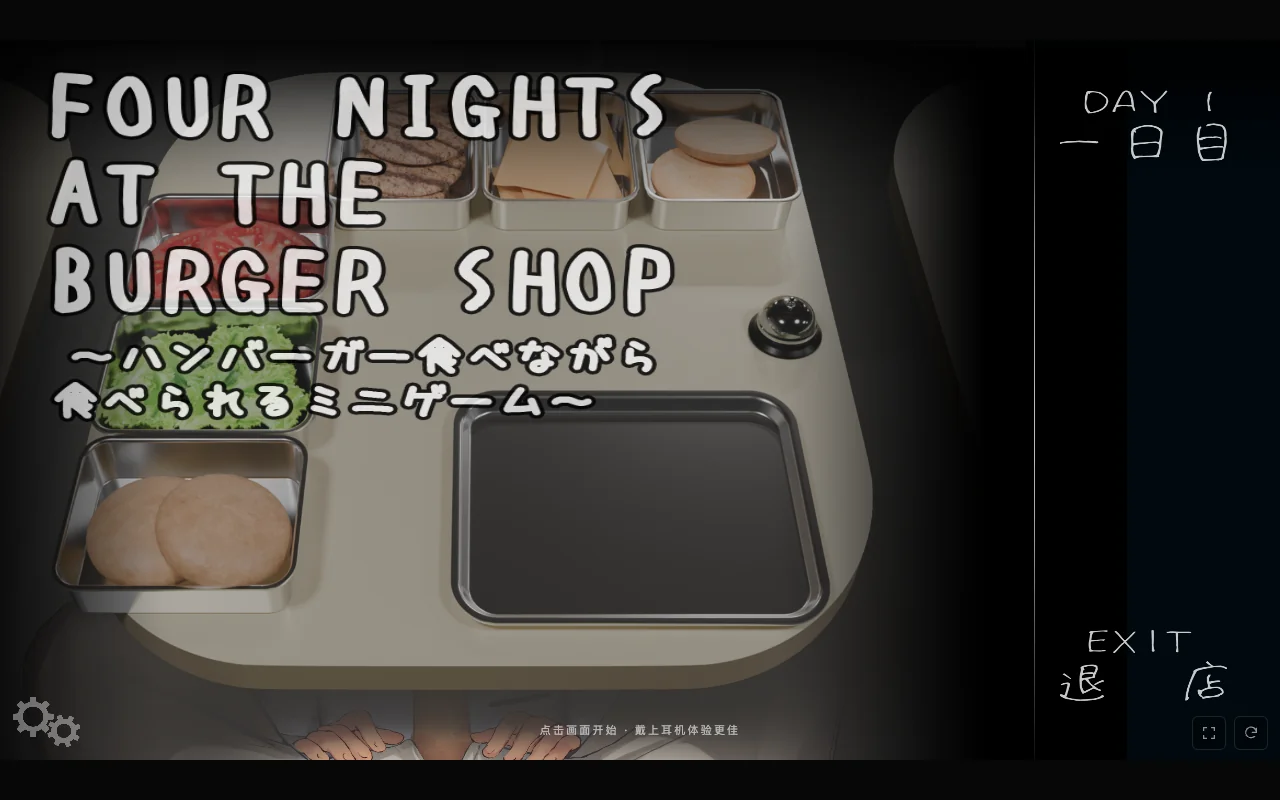 FOUR NIGHTS
AT THE
BURGER SHOP
〜ハンバーガー食べながら
食べられるミニゲーム〜
DAY 1
一日目
EXIT
退店
点击画面开始 · 戴上耳机体验更佳